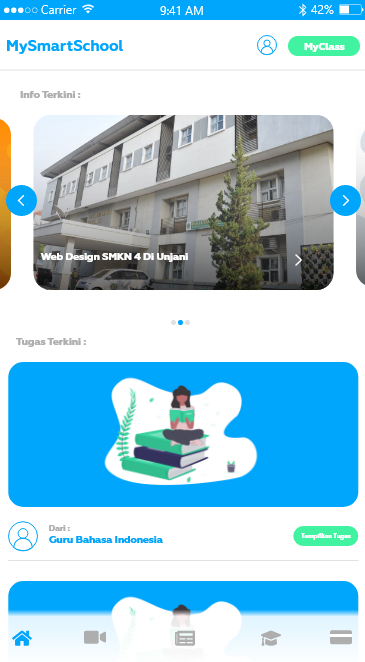 Carrier 9:41 AM 42%
MySmartSchool MyClass
Info Terkini :
Web Design SMKN 4 Di Unjani
Tugas Terkini :
Dari :
Guru Bahasa Indonesia
Tampilkan Tugas